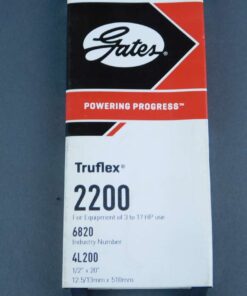 Gates
POWERING PROGRESS™
Truflex®
2200
For Equipment of 3 to 17 HP use
6820
Industry Number
4L200
1/2" x 20"
12.5/13mm x 510mm